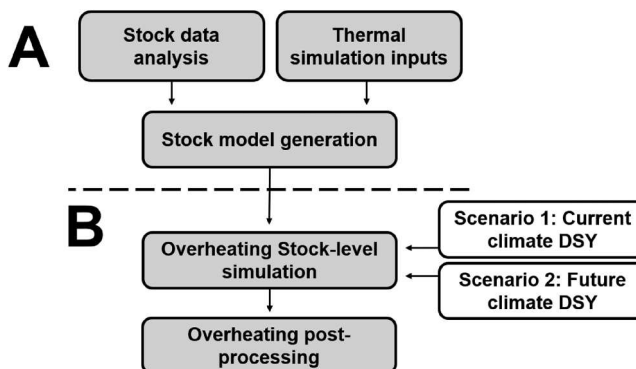 A
Stock data
analysis
Thermal
simulation inputs
Stock model generation
B
Overheating Stock-level
simulation
Scenario 1: Current
climate DSY
Scenario 2: Future
climate DSY
Overheating post-
processing